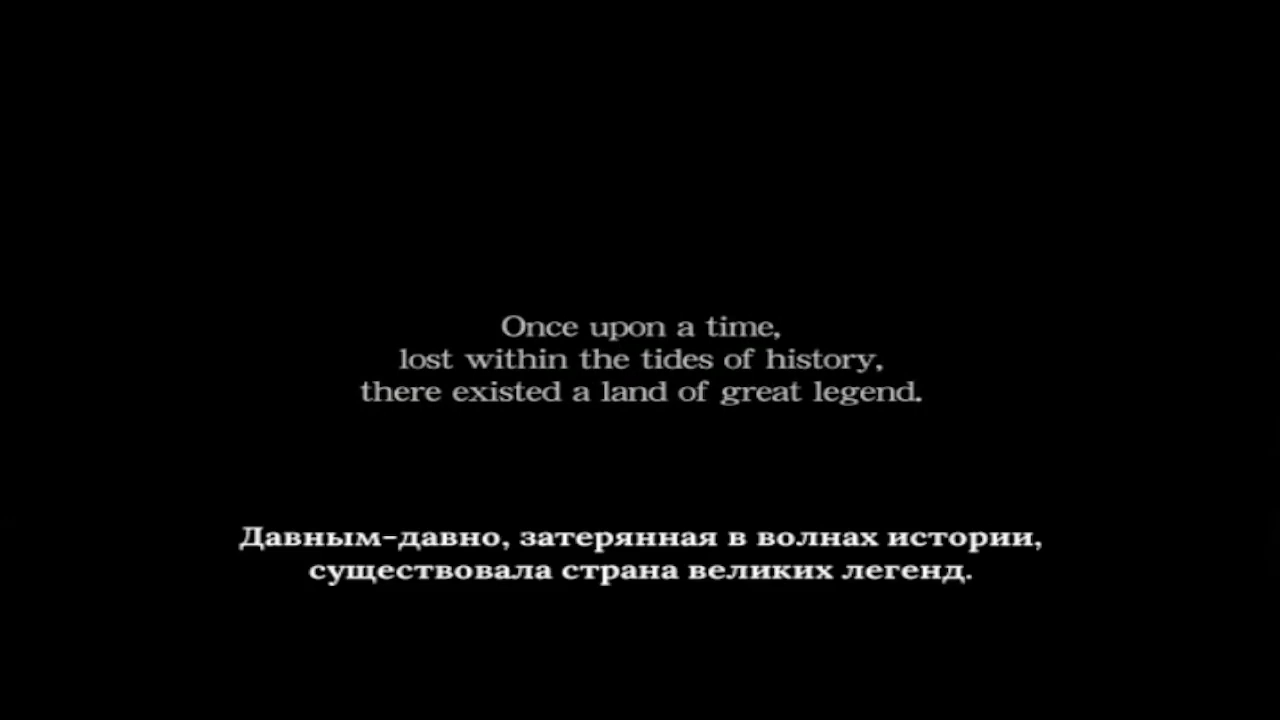 Once upon a time,
lost within the tides of history,
there existed a land of great legend.
Давным-давно, затерянная в волнах истории,
существовала страна великих легенд.